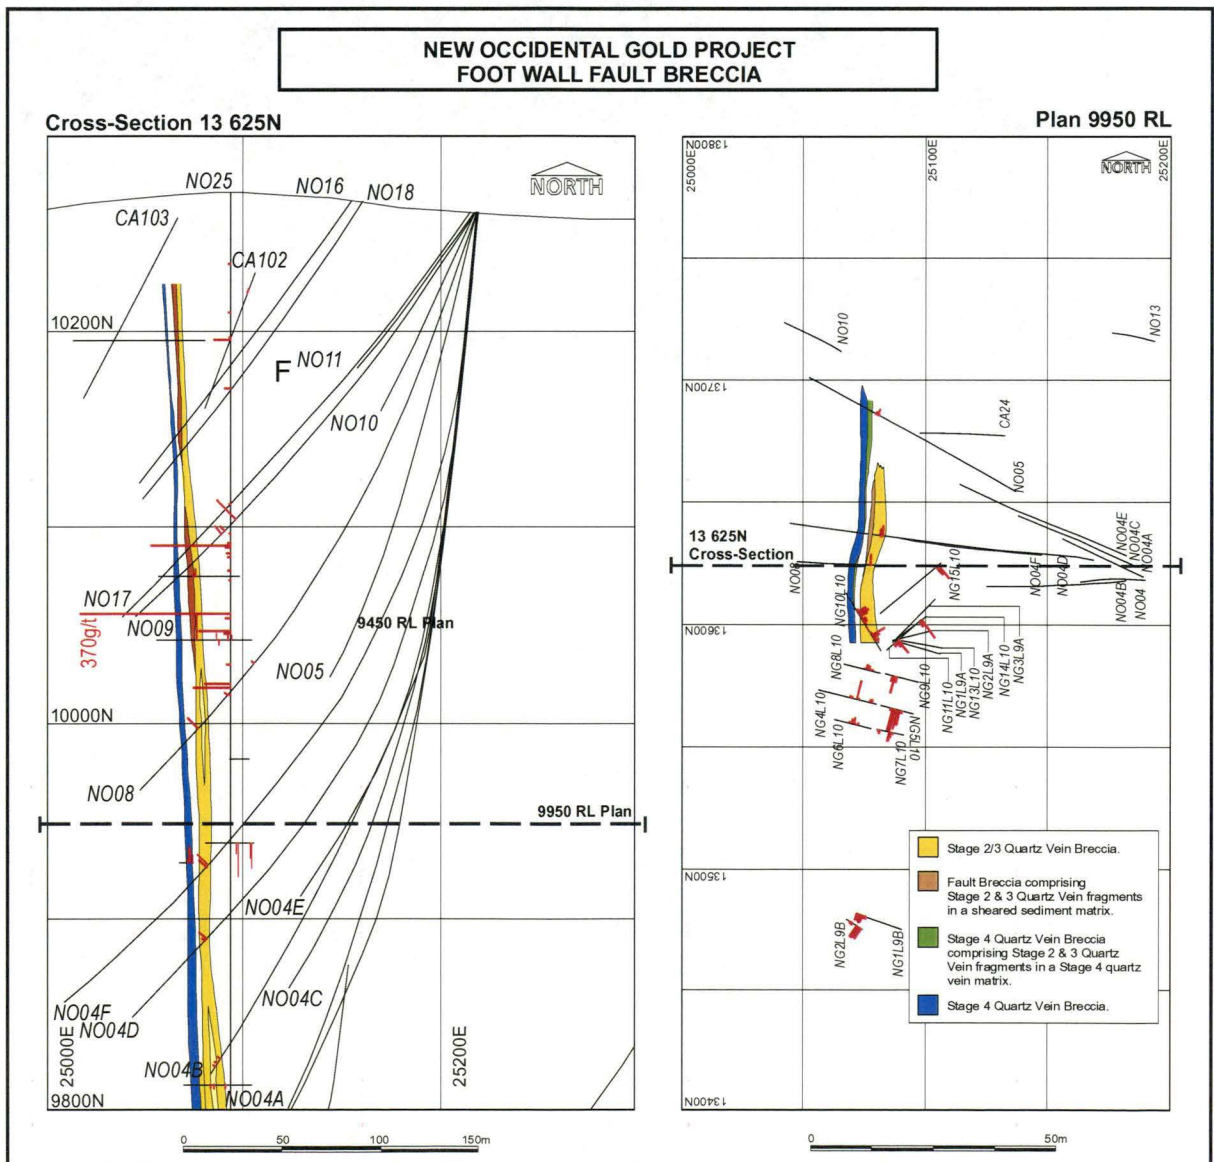 NEW OCCIDENTAL GOLD PROJECT
FOOT WALL FAULT BRECCIA
Cross-Section 13 625N
NORTH
NO25
NO16
NO18
CA103
CA102
10200N
F
NO11
NO10
NO17
NO09
370g/t
9450 RL Plan
NO05
10000N
NO08
9950 RL Plan
NO04E
NO04C
NO04F
NO04D
25000E
25200E
NO04B
NO04A
9800N
0 50 100 150m
Plan 9950 RL
13800N
25000E
25100E
25200E
NORTH
NO10
NO13
13700N
CA24
NO05
13 625N
Cross-Section
NO04E
NO04C
NO04A
NO08
NG10L10
NG15L10
NO04F
NO04D
NO04B
NO04
13600N
NG8L10
NG9L10
NG11L10
NG1L9A
NG13L10
NG2L9A
NG14L10
NG3L9A
NG4L10
NG6L10
NG7L10
NG5L10
13500N
NG2L9B
NG1L9B
Stage 2/3 Quartz Vein Breccia.
Fault Breccia comprising
Stage 2 & 3 Quartz Vein fragments
in a sheared sediment matrix.
Stage 4 Quartz Vein Breccia
comprising Stage 2 & 3 Quartz
Vein fragments in a Stage 4 quartz
vein matrix.
Stage 4 Quartz Vein Breccia.
13400N
0 50m